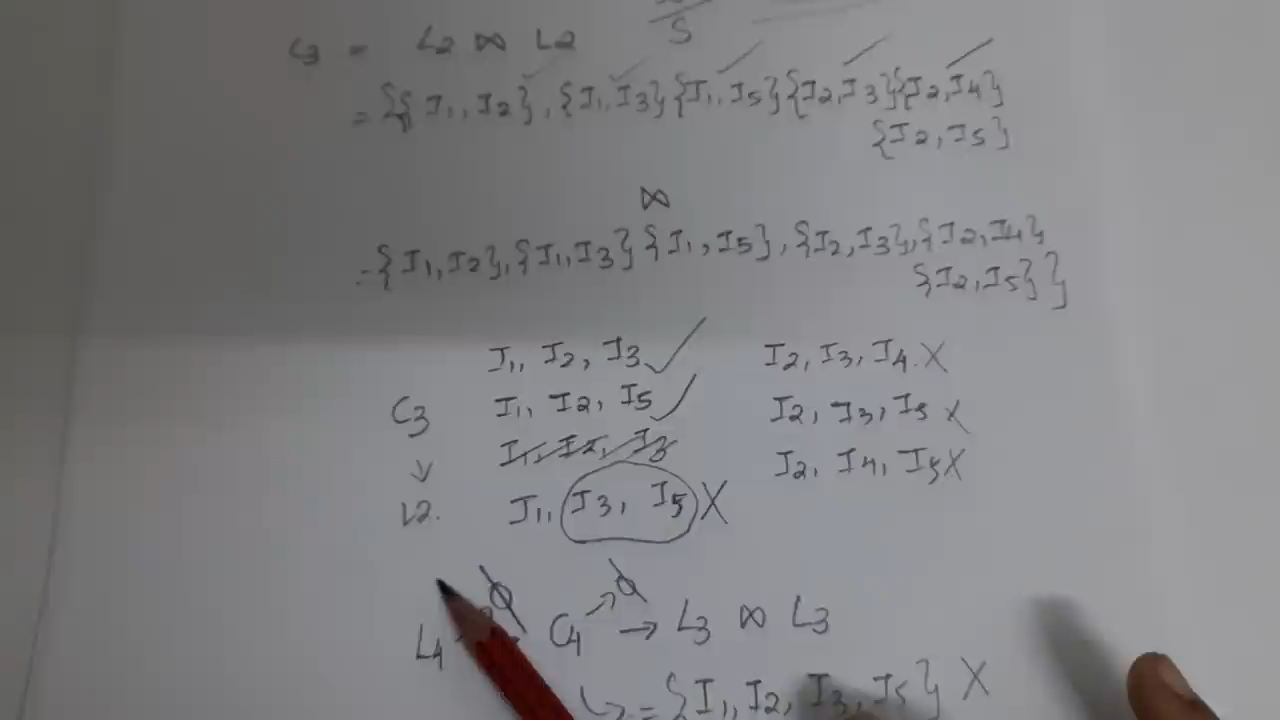 C3 = L2 ⋈ L2
= {{I1, I2}, {I1, I3} {I1, I5} {I2, I3} {I2, I4}
{I2, I5}
⋈
= {I1, I2}, {I1, I3} {I1, I5}, {I2, I3}, {I2, I4}
{I2, I5} }
I1, I2, I3 ✓ I2, I3, I4. X
C3 I1, I2, I5 ✓ I2, I3, I5 X
I1, I2, I3
↓ I2, I4, I5 X
L2. I1, I3, I5 X
φ φ
L4 C4 → L3 ⋈ L3
↳ = {I1, I2, I3, I5} X